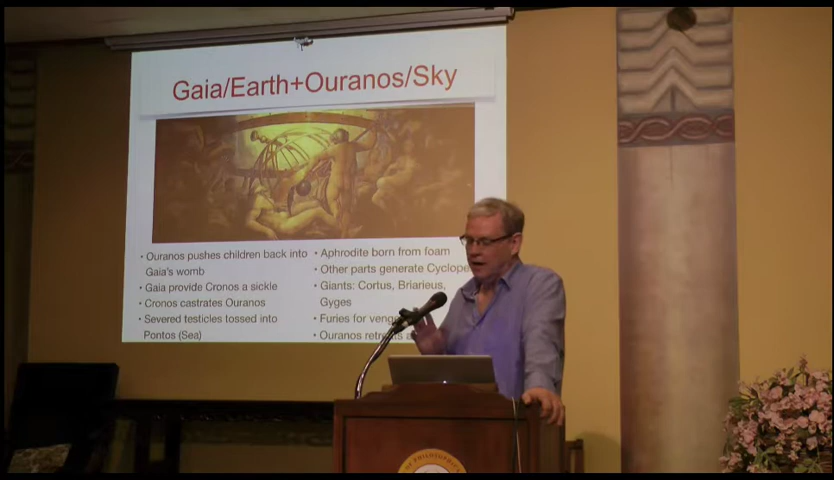 Gaia/Earth+Ouranos/Sky
• Ouranos pushes children back into
Gaia's womb
• Gaia provide Cronos a sickle
• Cronos castrates Ouranos
• Severed testicles tossed into
Pontos (Sea)
• Aphrodite born from foam
• Other parts generate Cyclope
• Giants: Cortus, Briarieus,
Gyges
• Furies for
• Ouranos
OF PHILOSOPHICAL